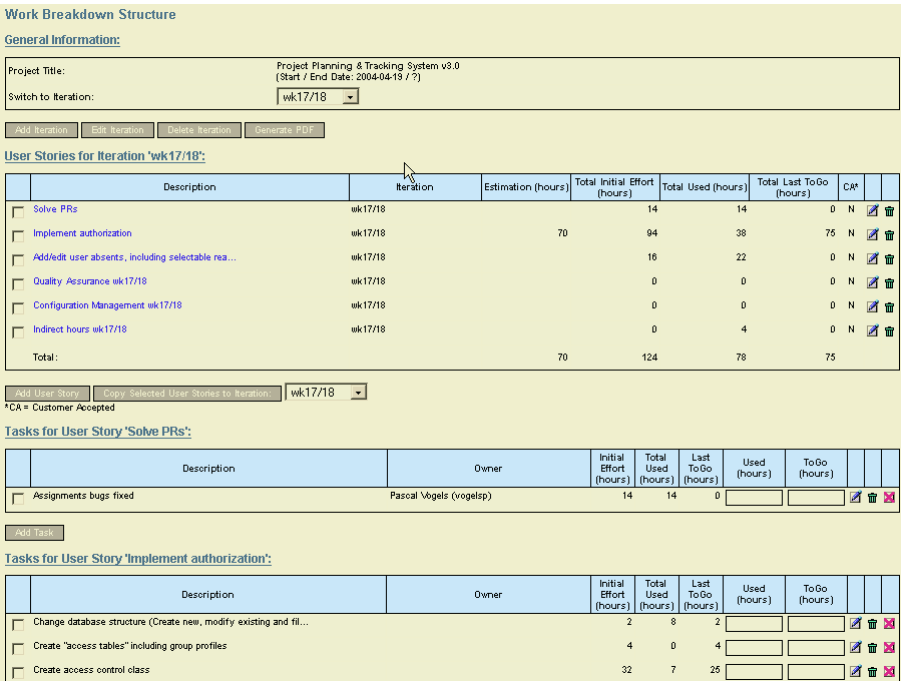 Work Breakdown Structure
General Information:
Project Title: Project Planning & Tracking System v3.0
(Start / End Date: 2004-04-19 / ?)
Switch to Iteration: wk17/18
Add Iteration Edit Iteration Delete Iteration Generate PDF
User Stories for Iteration 'wk17/18':
Description Iteration Estimation (hours) Total Initial Effort (hours) Total Used (hours) Total Last ToGo (hours) CA*
Solve PRs wk17/18 14 14 0 N
Implement authorization wk17/18 70 94 38 75 N
Add/edit user absents, including selectable rea... wk17/18 16 22 0 N
Quality Assurance wk17/18 wk17/18 0 0 0 N
Configuration Management wk17/18 wk17/18 0 0 0 N
Indirect hours wk17/18 wk17/18 0 4 0 N
Total: 70 124 78 75
Add User Story Copy Selected User Stories to Iteration: wk17/18
*CA = Customer Accepted
Tasks for User Story 'Solve PRs':
Description Owner Initial Effort (hours) Total Used (hours) Last ToGo (hours) Used (hours) ToGo (hours)
Assignments bugs fixed Pascal Vogels (vogelsp) 14 14 0
Add Task
Tasks for User Story 'Implement authorization':
Description Owner Initial Effort (hours) Total Used (hours) Last ToGo (hours) Used (hours) ToGo (hours)
Change database structure (Create new, modify existing and fil... 2 8 2
Create "access tables" including group profiles 4 0 4
Create access control class 32 7 25